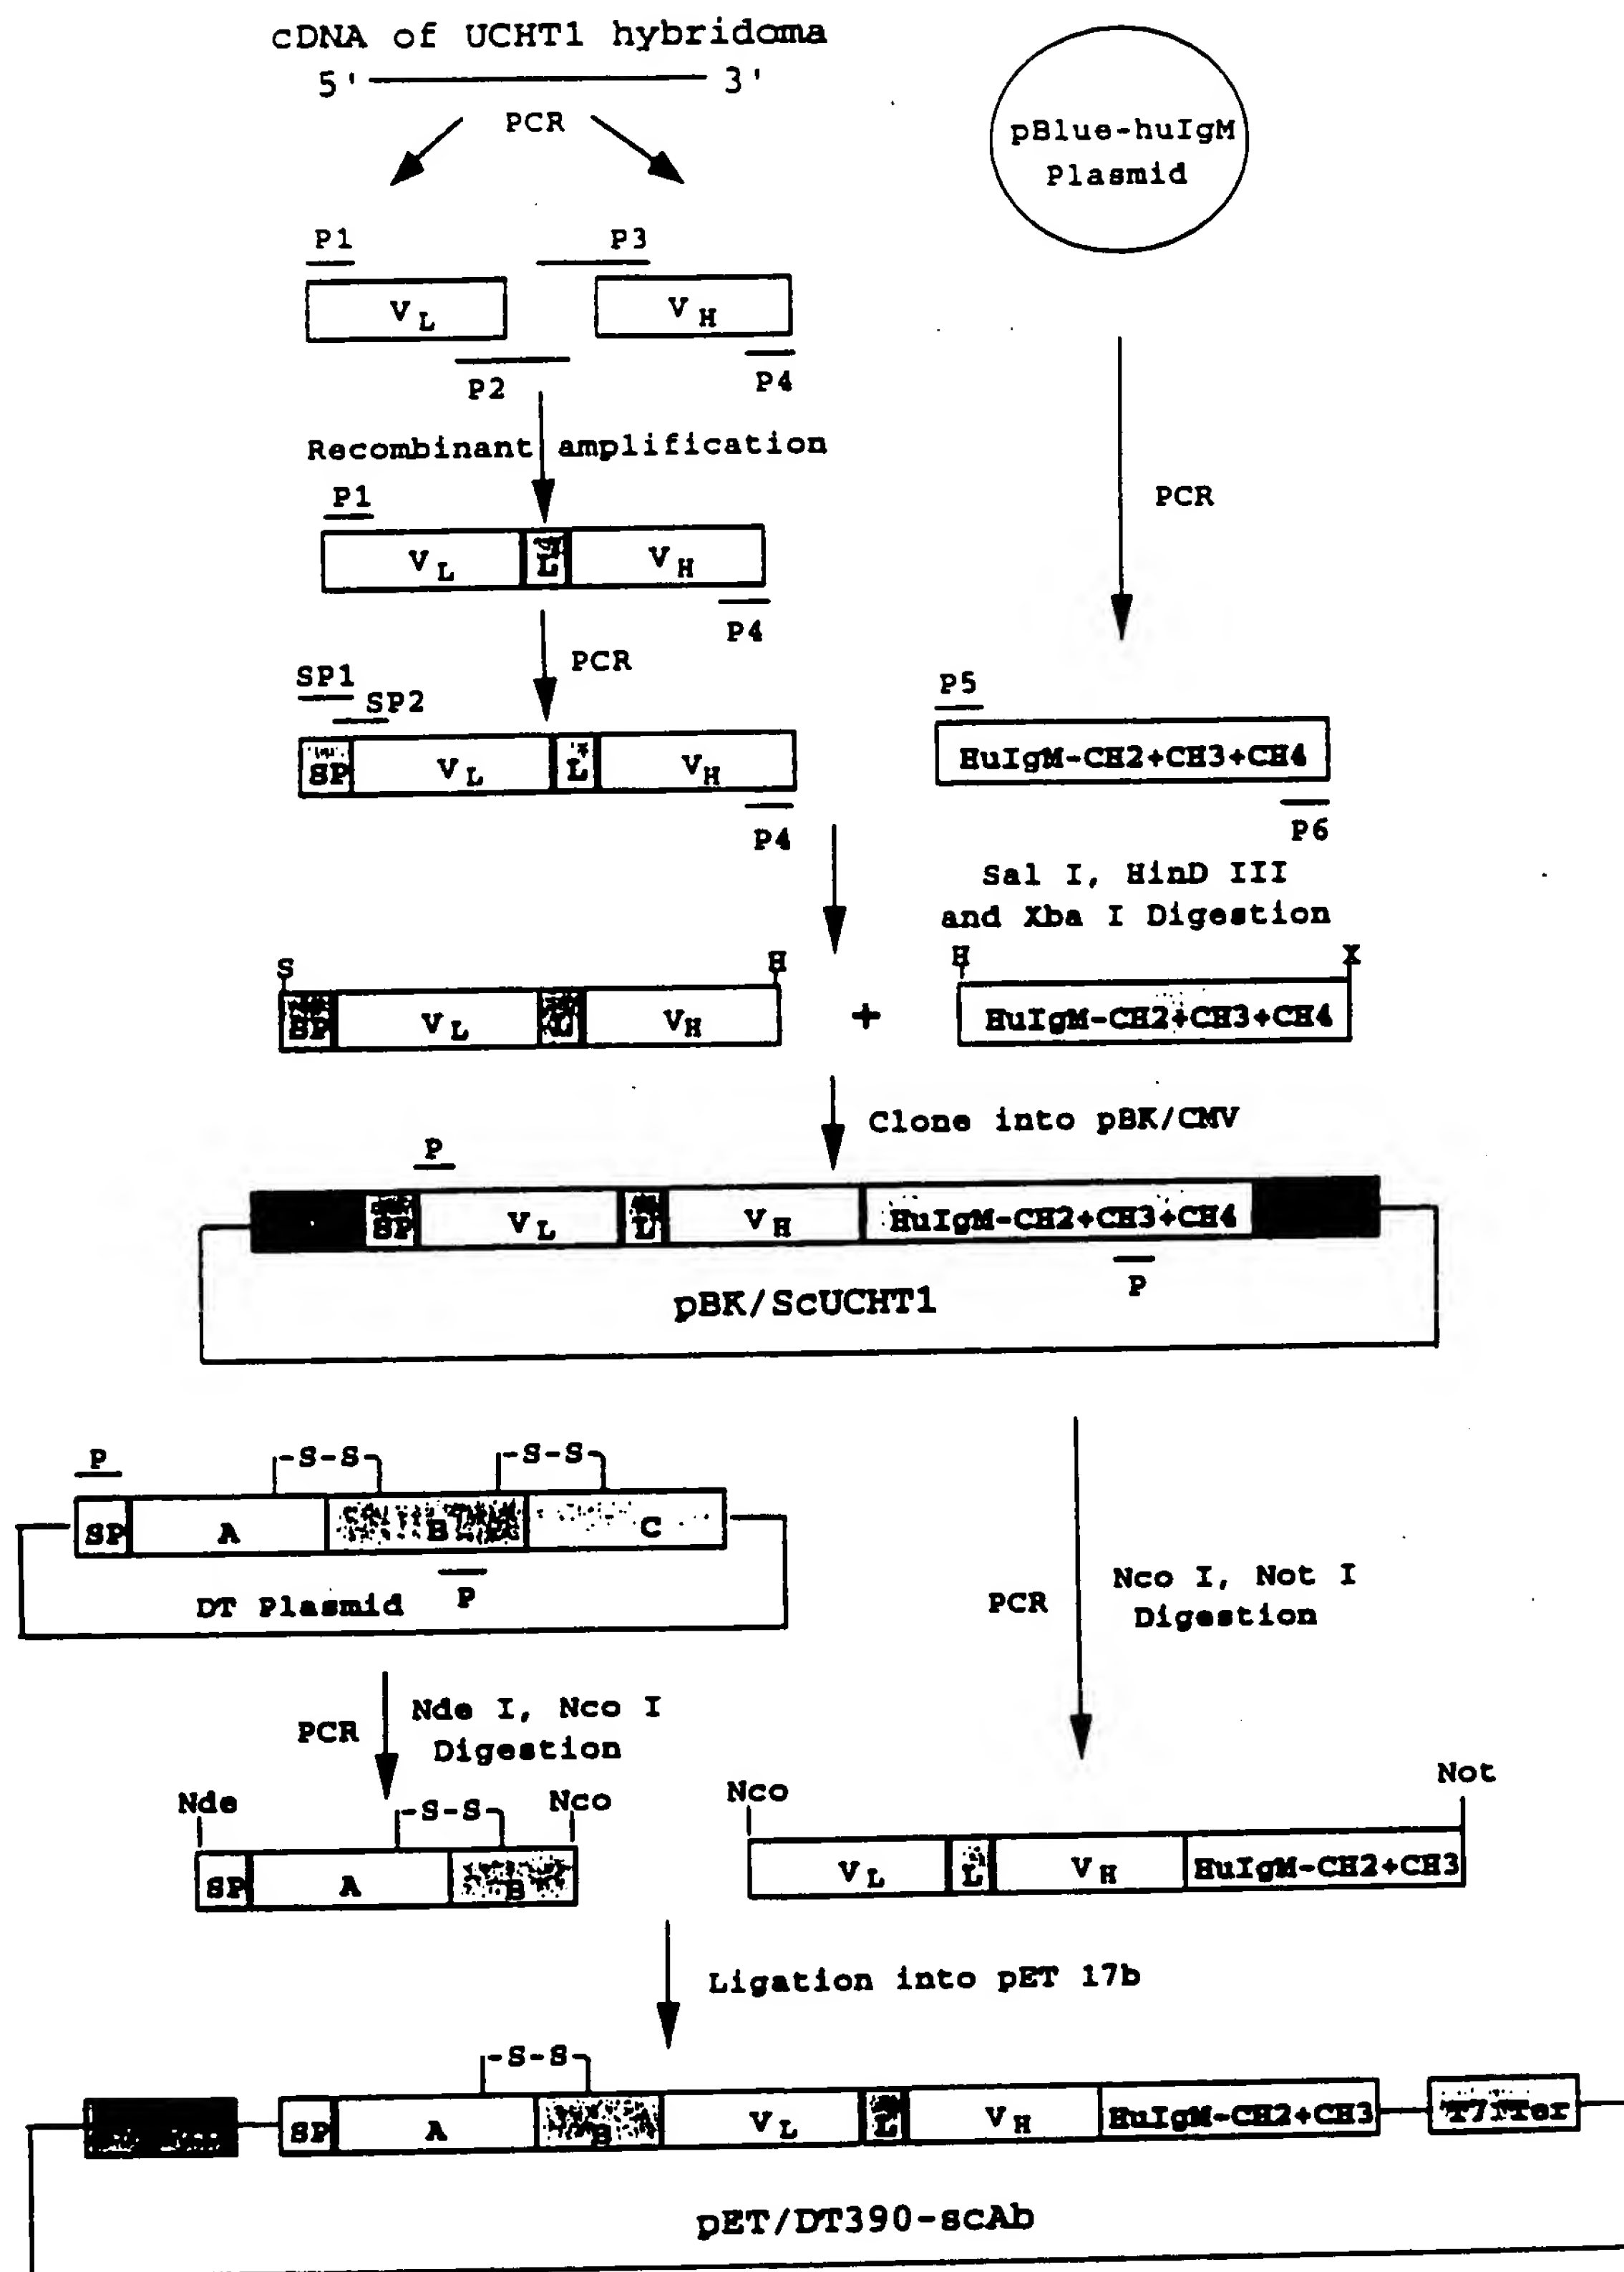 cDNA of UCHT1 hybridoma
5' 3'
PCR
pBlue-huIgM
Plasmid
P1 P3
VL VH
P2 P4
Recombinant amplification
PCR
P1
VL L VH
P4
PCR
SP1
SP2
P5
SP VL L VH
HuIgM-CH2+CH3+CH4
P4
P6
Sal I, HinD III
and Xba I Digestion
S H H X
SP VL L VH + HuIgM-CH2+CH3+CH4
Clone into pBK/CMV
P
SP VL L VH HuIgM-CH2+CH3+CH4
P
pBK/ScUCHT1
P
-S-S- -S-S-
SP A B C
P
DT Plasmid
PCR
Nco I, Not I
Digestion
PCR
Nde I, Nco I
Digestion
Nde -S-S- Nco
Nco Not
SP A B
VL L VH HuIgM-CH2+CH3
Ligation into pET 17b
-S-S-
SP A B VL L VH HuIgM-CH2+CH3 T7Ter
pET/DT390-scAb